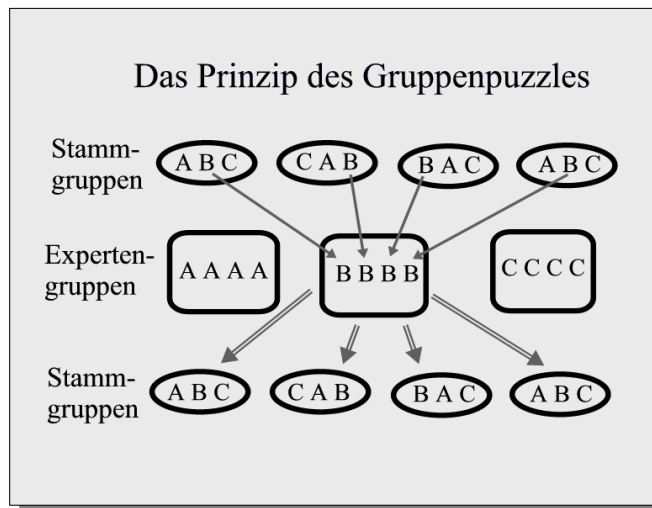 Das Prinzip des Gruppenpuzzles
Stamm-
gruppen
A B C
C A B
B A C
A B C
Experten-
gruppen
A A A A
B B B B
C C C C
Stamm-
gruppen
A B C
C A B
B A C
A B C